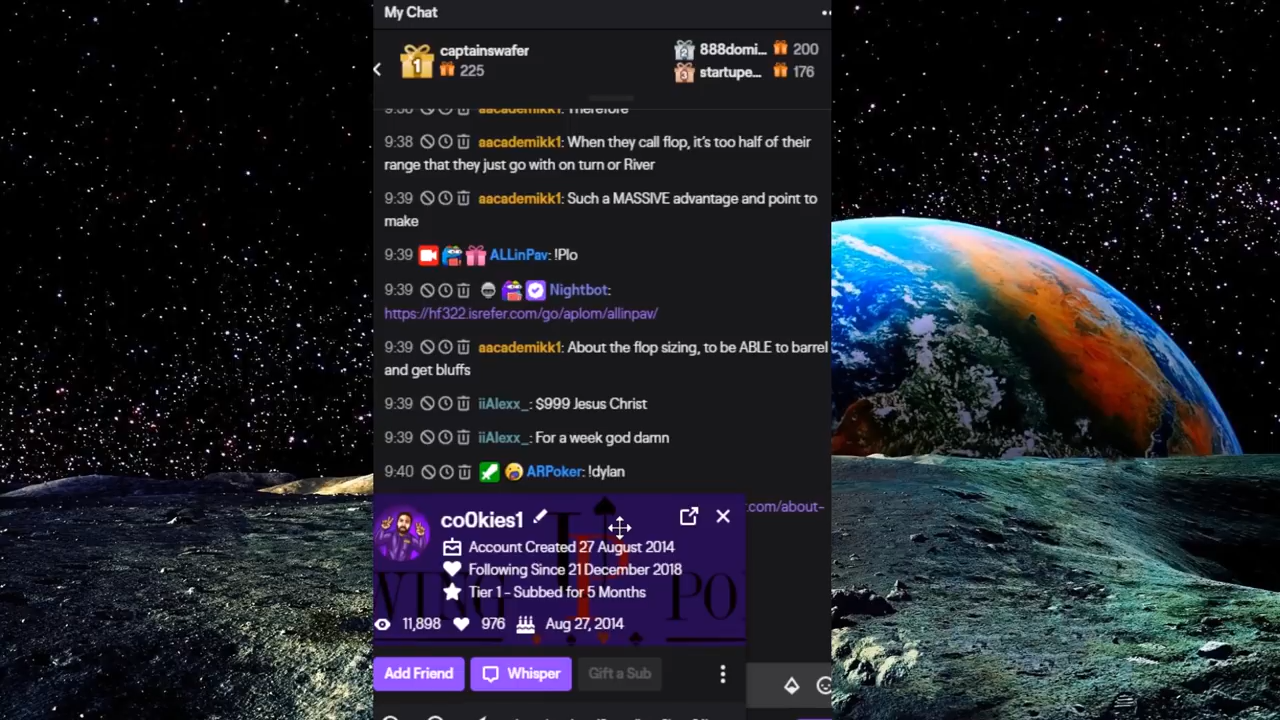 My Chat
captainswafer
225
888domi... 200
startupe... 176
9:38 aacademikk1: Therefore
9:38 aacademikk1: When they call flop, it's too half of their
range that they just go with on turn or River
9:39 aacademikk1: Such a MASSIVE advantage and point to
make
9:39 ALLinPav: !Plo
9:39 Nightbot:
https://hf322.isrefer.com/go/aplom/allinpav/
9:39 aacademikk1: About the flop sizing, to be ABLE to barrel
and get bluffs
9:39 iiAlexx_: $999 Jesus Christ
9:39 iiAlexx_: For a week god damn
9:40 ARPoker: !dylan
.com/about-
co0kies1
Account Created 27 August 2014
Following Since 21 December 2018
Tier 1 - Subbed for 5 Months
11,898 976 Aug 27, 2014
Add Friend Whisper Gift a Sub